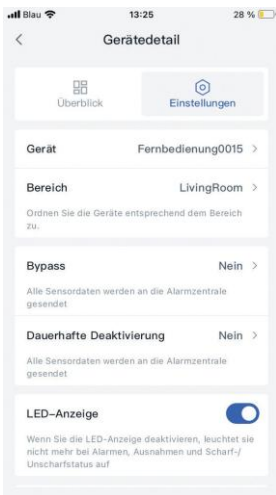 Blau 13:25 28 %
Gerätedetail
Überblick Einstellungen
Gerät Fernbedienung0015
Bereich LivingRoom
Ordnen Sie die Geräte entsprechend dem Bereich
zu.
Bypass Nein
Alle Sensordaten werden an die Alarmzentrale
gesendet
Dauerhafte Deaktivierung Nein
Alle Sensordaten werden an die Alarmzentrale
gesendet
LED-Anzeige
Wenn Sie die LED-Anzeige deaktivieren, leuchtet sie
nicht mehr bei Alarmen, Ausnahmen und Scharf-/
Unscharfstatus auf